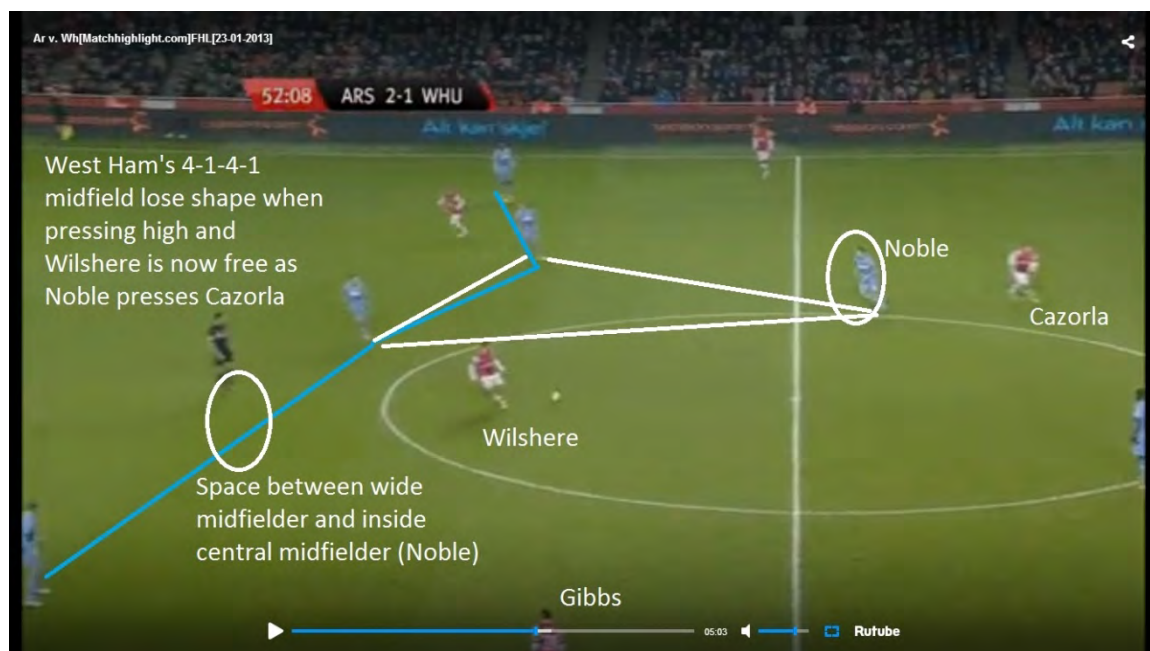 Ar v. Wh[Matchhighlight.com]FHL[23-01-2013]
52:08 ARS 2-1 WHU
Alt kan skje!
Alt kan
West Ham's 4-1-4-1
midfield lose shape when
pressing high and
Wilshere is now free as
Noble presses Cazorla
Noble
Cazorla
Wilshere
Space between wide
midfielder and inside
central midfielder (Noble)
Gibbs
05:03
Rutube